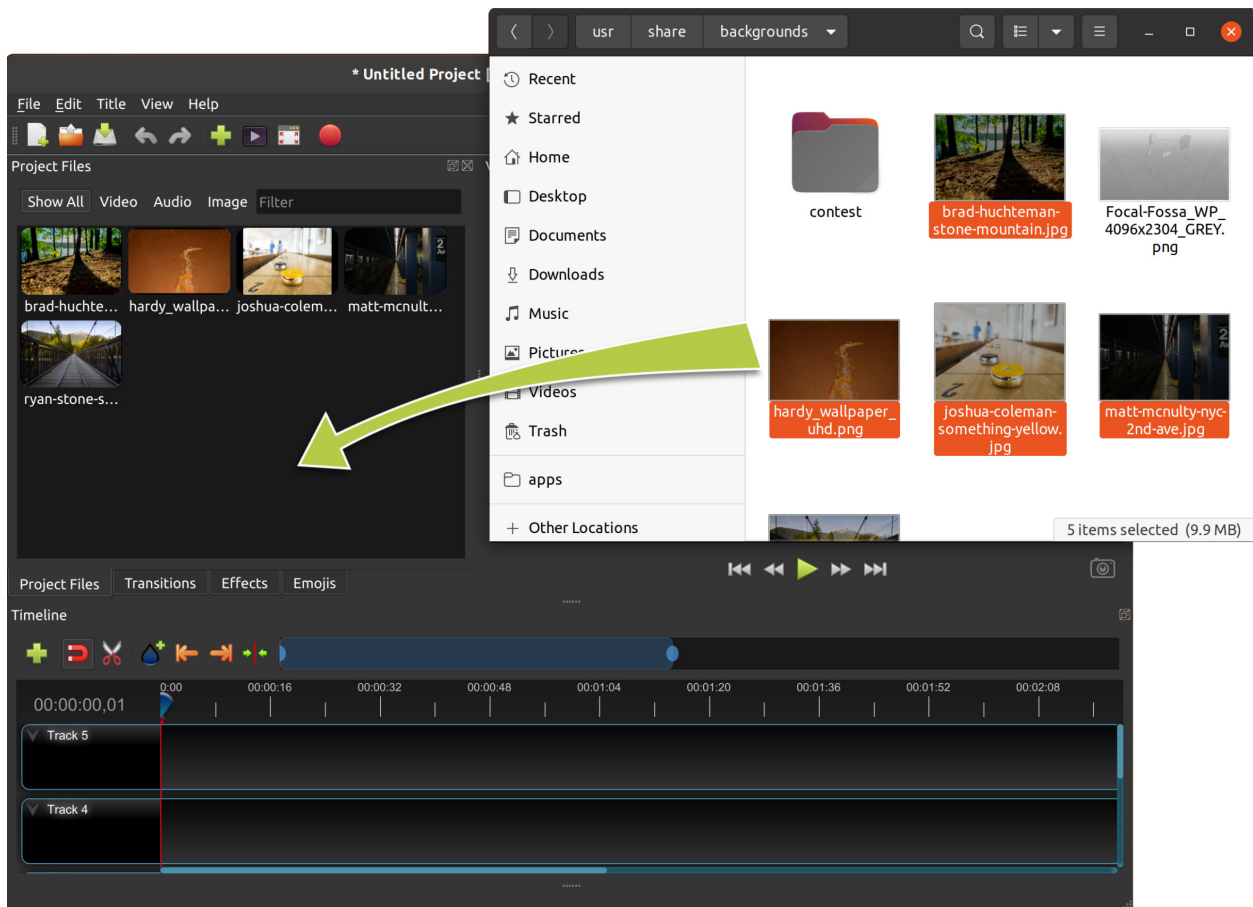 usr share backgrounds
Recent
Starred
Home
Desktop
Documents
Downloads
Music
Pictures
Videos
Trash
apps
Other Locations
contest
brad-huchteman-
stone-mountain.jpg
Focal-Fossa_WP_
4096x2304_GREY.
png
hardy_wallpaper_
uhd.png
joshua-coleman-
something-yellow.
jpg
matt-mcnulty-nyc-
2nd-ave.jpg
5 items selected (9.9 MB)
* Untitled Project [
File Edit Title View Help
Project Files
Show All Video Audio Image Filter
brad-huchte... hardy_wallpa... joshua-colem... matt-mcnult...
ryan-stone-s...
Project Files Transitions Effects Emojis
Timeline
00:00:00,01
0:00 00:00:16 00:00:32 00:00:48 00:01:04 00:01:20 00:01:36 00:01:52 00:02:08
Track 5
Track 4